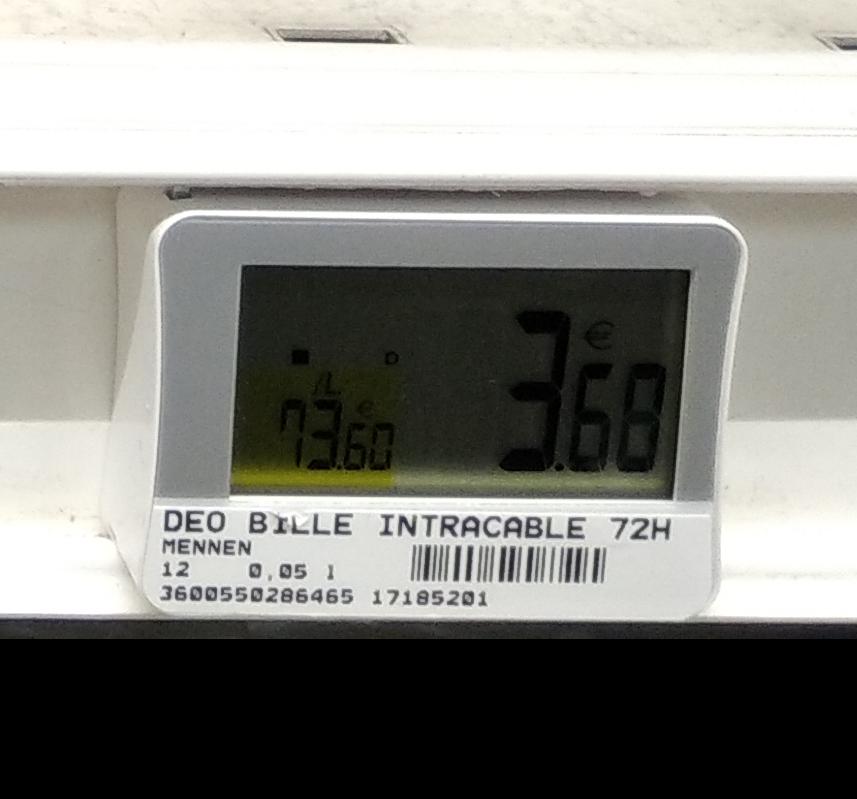 3.68 €
D
/L
73.60 €
DEO BILLE INTRACABLE 72H
MENNEN
12 0,05 l
3600550286465 17185201